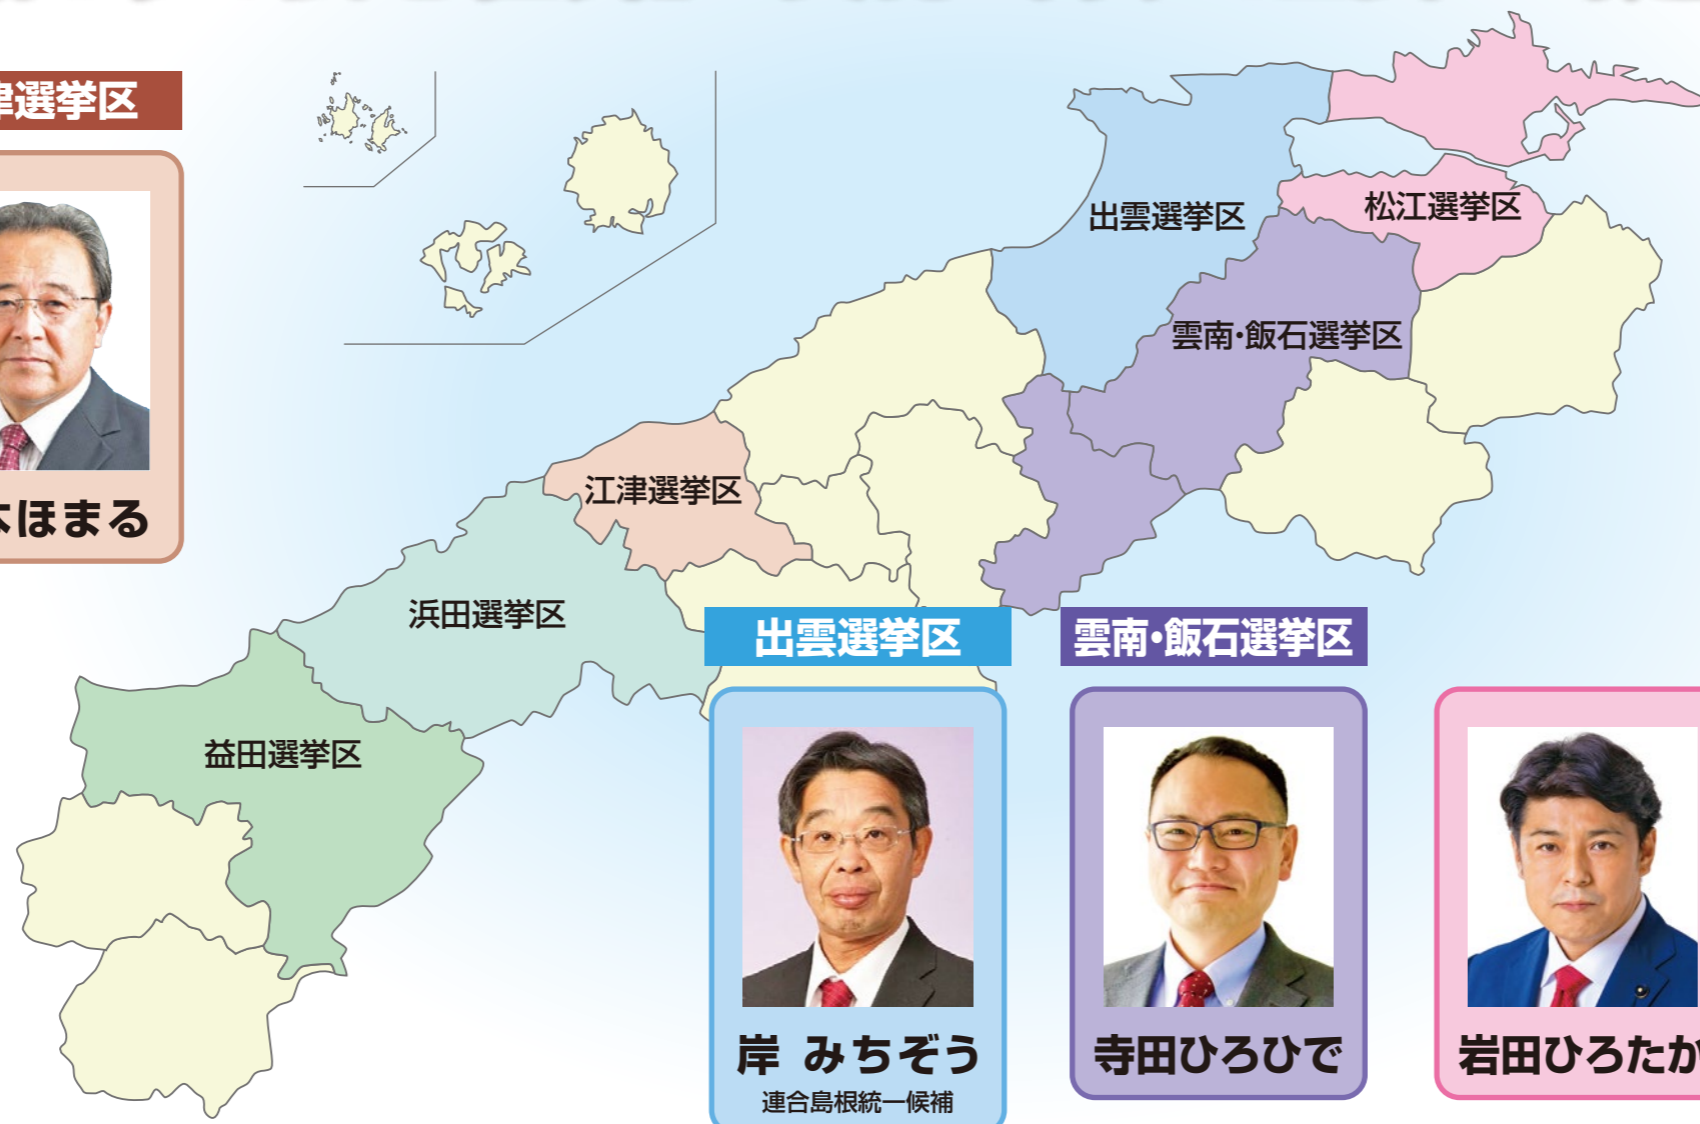 津選挙区
本ほまる
出雲選挙区
松江選挙区
雲南・飯石選挙区
江津選挙区
浜田選挙区
益田選挙区
出雲選挙区
雲南・飯石選挙区
岸 みちぞう
連合島根統一候補
寺田ひろひで
岩田ひろたか